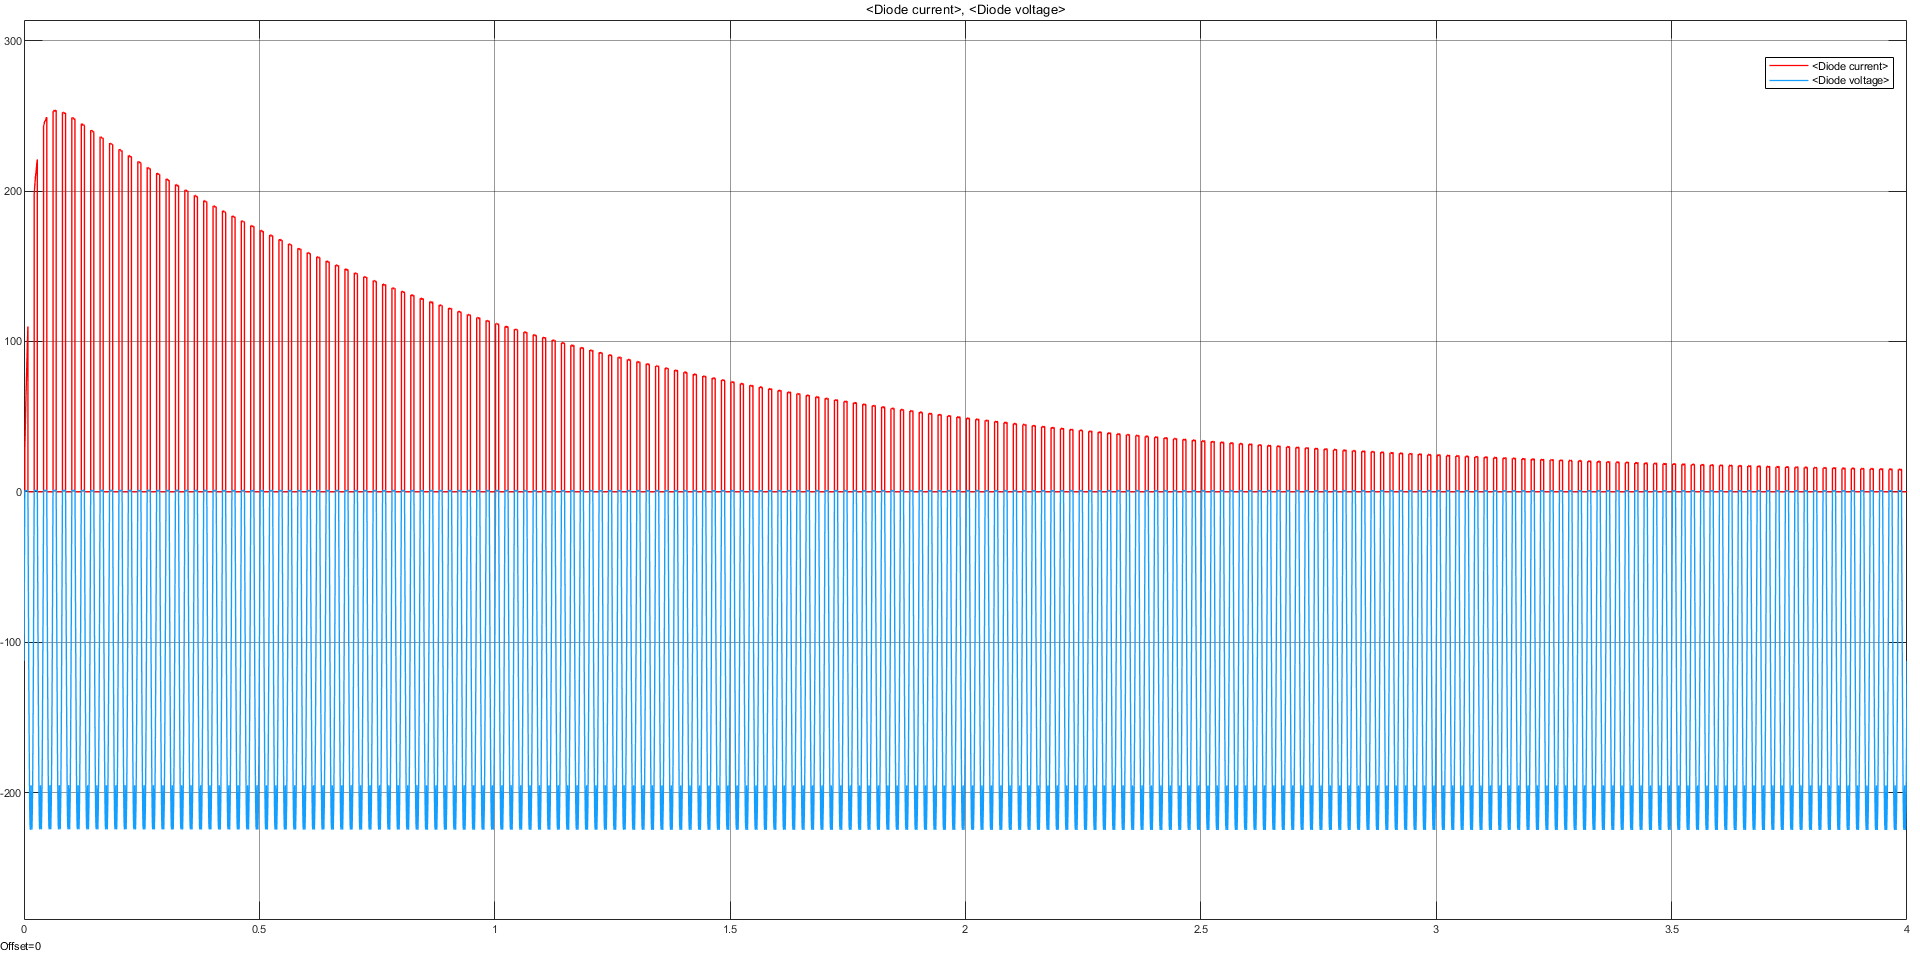 <Diode current>, <Diode voltage>
300
<Diode current>
<Diode voltage>
200
100
0
-100
-200
0 0.5 1 1.5 2 2.5 3 3.5 4
Offset=0